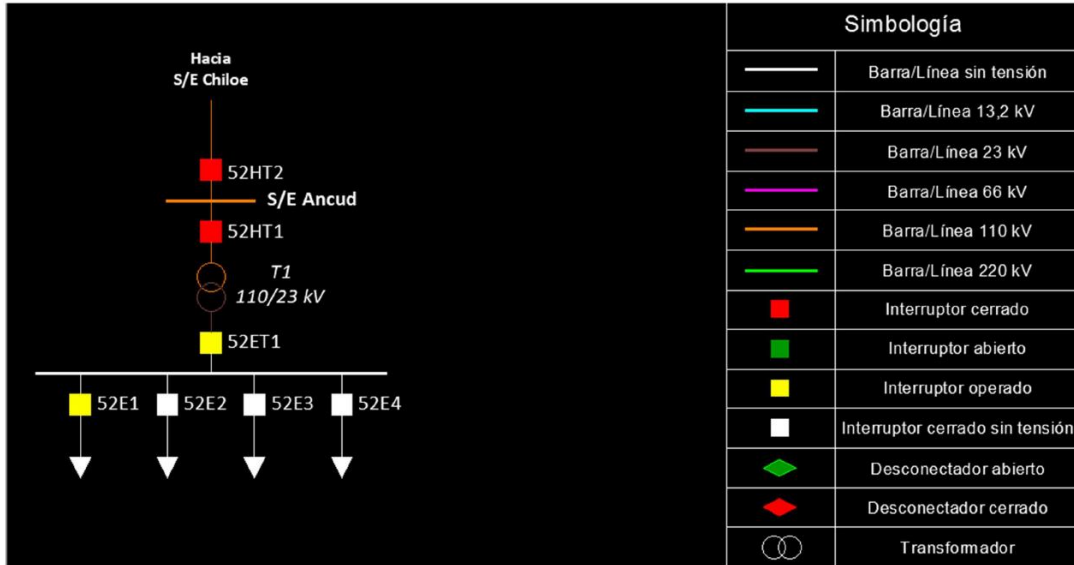 Hacia
S/E Chiloe
52HT2
S/E Ancud
52HT1
T1
110/23 kV
52ET1
52E1
52E2
52E3
52E4
Simbología
Barra/Línea sin tensión
Barra/Línea 13,2 kV
Barra/Línea 23 kV
Barra/Línea 66 kV
Barra/Línea 110 kV
Barra/Línea 220 kV
Interruptor cerrado
Interruptor abierto
Interruptor operado
Interruptor cerrado sin tensión
Desconectador abierto
Desconectador cerrado
Transformador